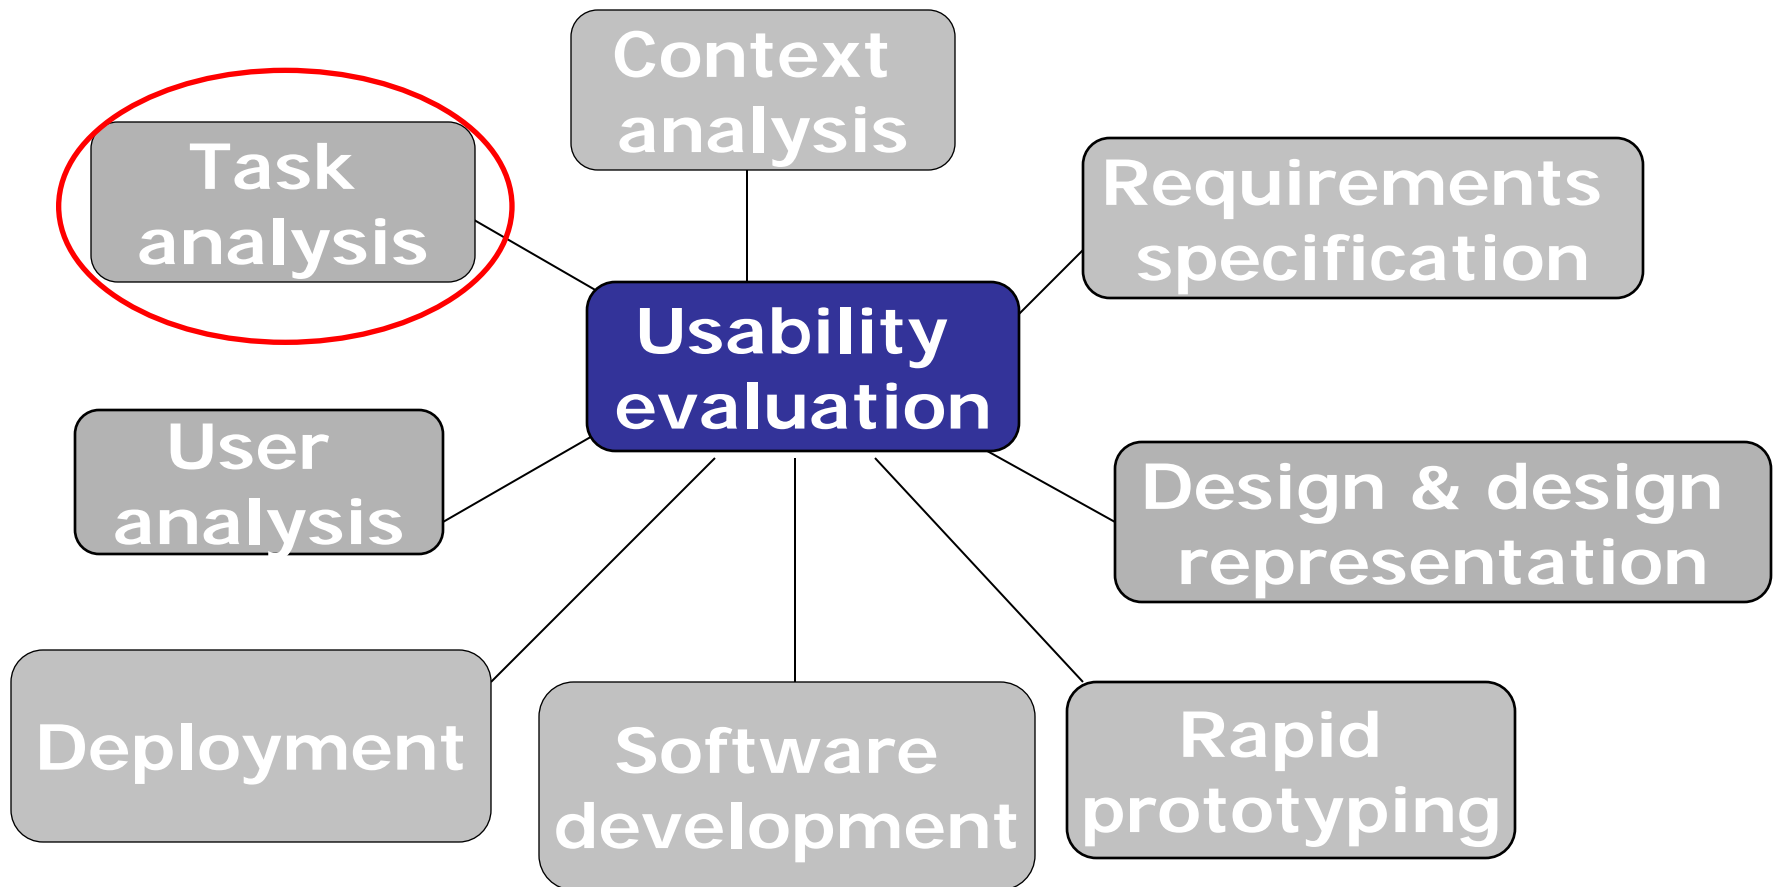 Context
analysis
Task
analysis
Requirements
specification
Usability
evaluation
User
analysis
Design & design
representation
Deployment
Software
development
Rapid
prototyping